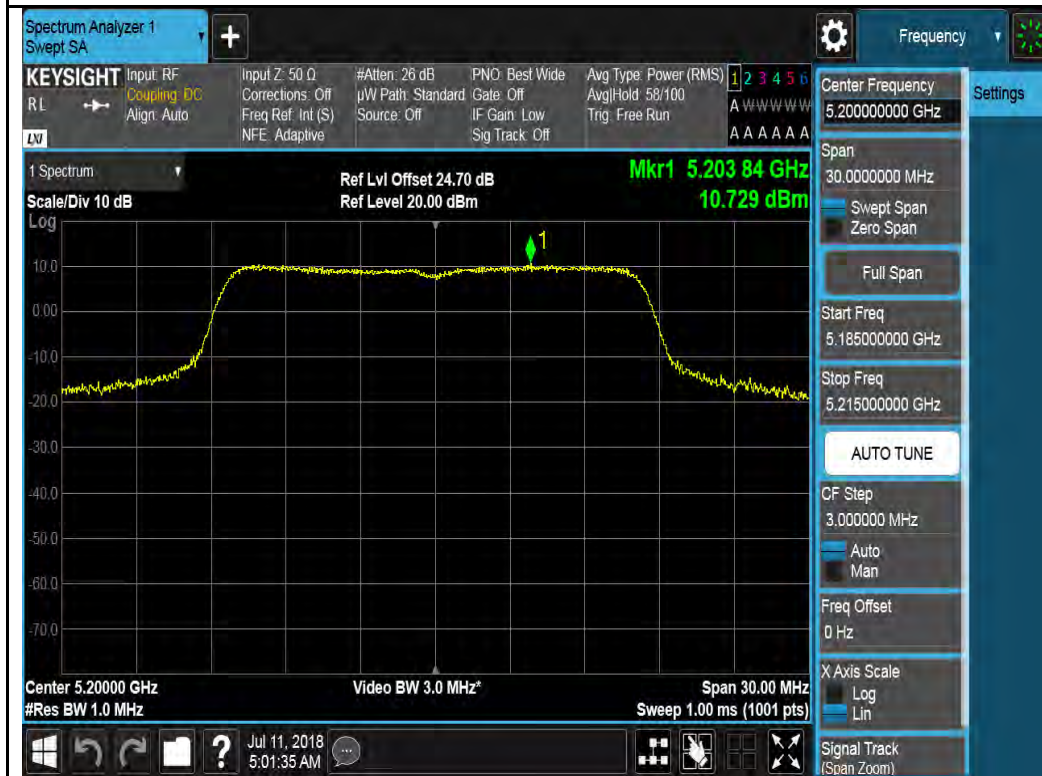 Spectrum Analyzer 1
Swept SA
+
Frequency
KEYSIGHT
RL
LXI
Input: RF
Coupling: DC
Align: Auto
Input Z: 50 Ω
Corrections: Off
Freq Ref: Int (S)
NFE: Adaptive
#Atten: 26 dB
µW Path: Standard
Source: Off
PNO: Best Wide
Gate: Off
IF Gain: Low
Sig Track: Off
Avg Type: Power (RMS)
Avg|Hold: 58/100
Trig: Free Run
1 2 3 4 5 6
A W W W W W
A A A A A A
1 Spectrum
Scale/Div 10 dB
Ref Lvl Offset 24.70 dB
Ref Level 20.00 dBm
Mkr1 5.203 84 GHz
10.729 dBm
Log
1
10.0
0.00
-10.0
-20.0
-30.0
-40.0
-50.0
-60.0
-70.0
Center 5.20000 GHz
#Res BW 1.0 MHz
Video BW 3.0 MHz*
Span 30.00 MHz
Sweep 1.00 ms (1001 pts)
?
Jul 11, 2018
5:01:35 AM
Center Frequency
5.200000000 GHz
Settings
Span
30.0000000 MHz
Swept Span
Zero Span
Full Span
Start Freq
5.185000000 GHz
Stop Freq
5.215000000 GHz
AUTO TUNE
CF Step
3.000000 MHz
Auto
Man
Freq Offset
0 Hz
X Axis Scale
Log
Lin
Signal Track
(Span Zoom)